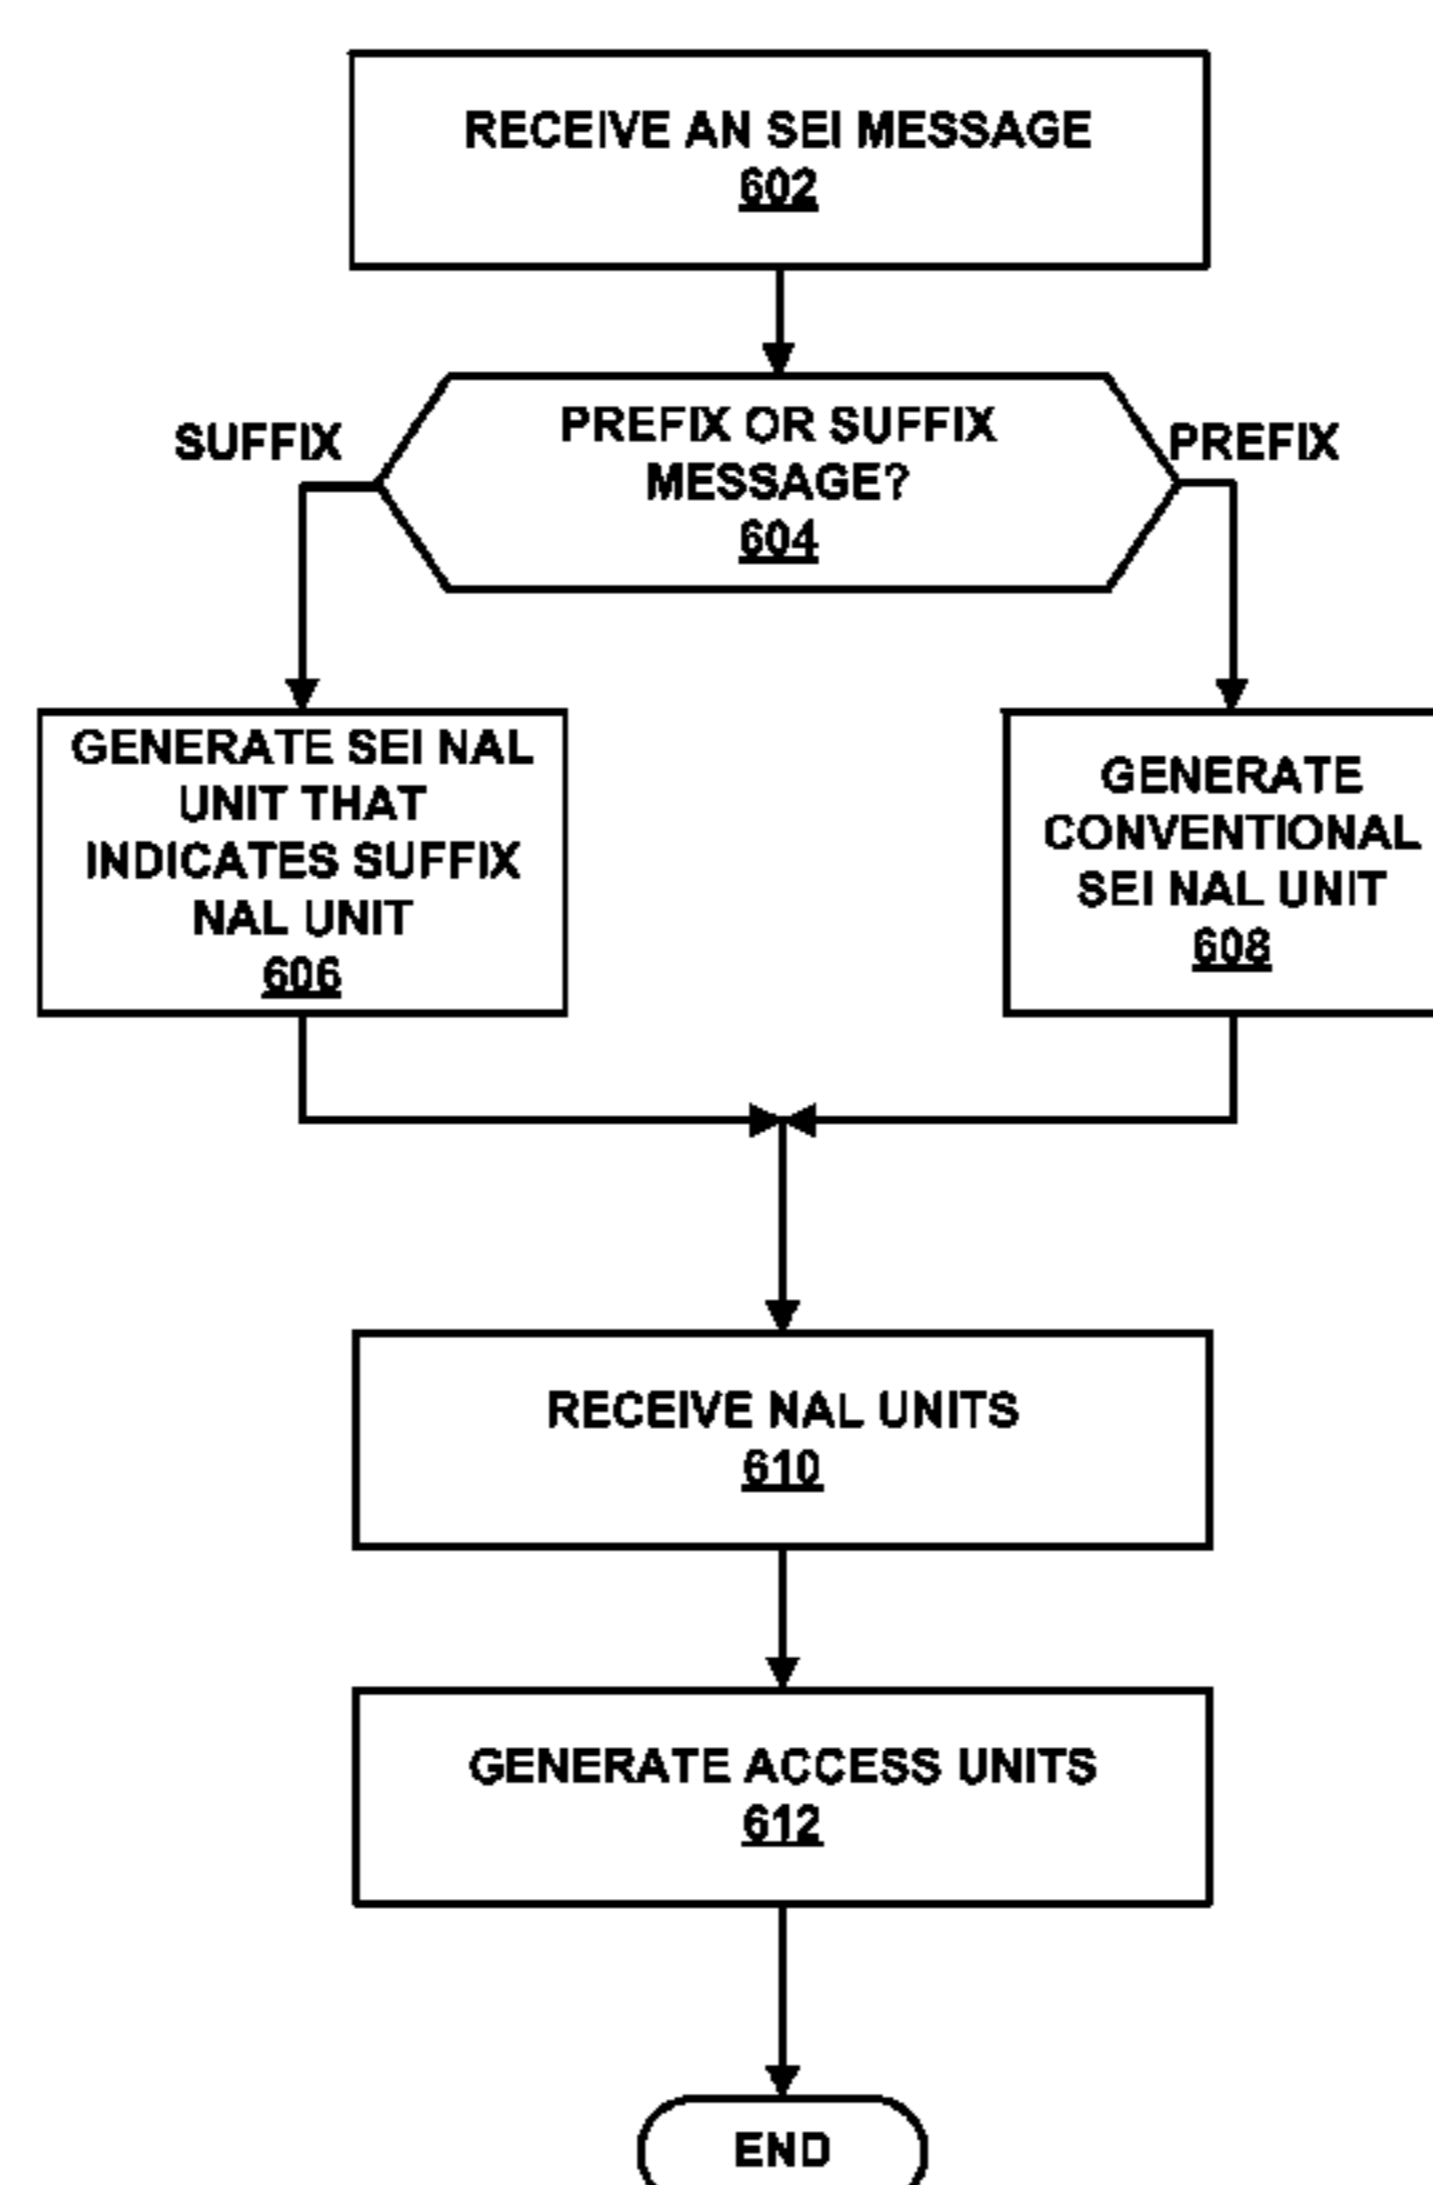 RECEIVE AN SEI MESSAGE
602
PREFIX OR SUFFIX
MESSAGE?
604
SUFFIX
PREFIX
GENERATE SEI NAL
UNIT THAT
INDICATES SUFFIX
NAL UNIT
606
GENERATE
CONVENTIONAL
SEI NAL UNIT
608
RECEIVE NAL UNITS
610
GENERATE ACCESS UNITS
612
END